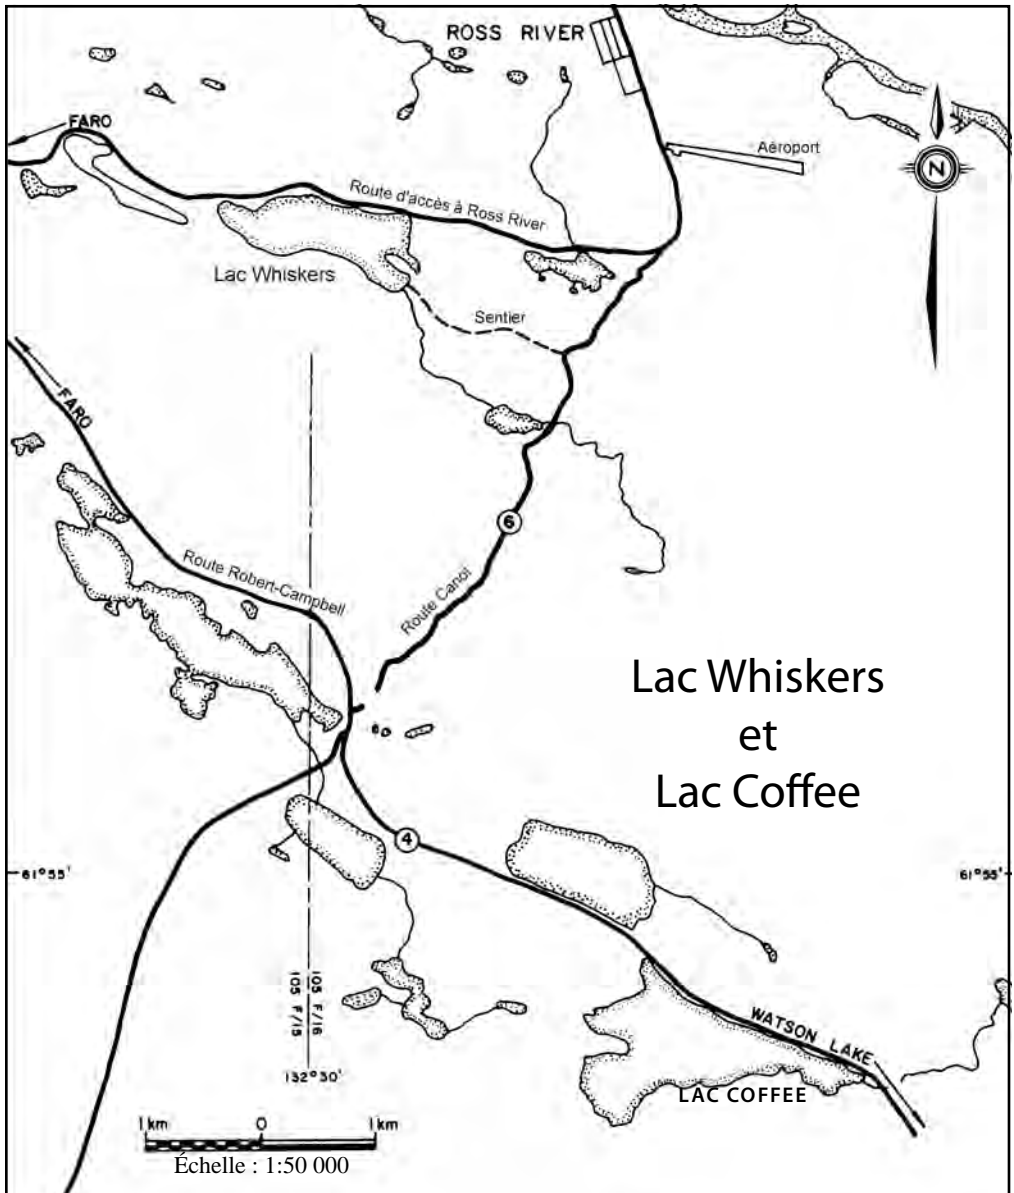 ROSS RIVER
FARO
Aéroport
N
Route d'accès à Ross River
Lac Whiskers
Sentier
FARO
6
Route Robert-Campbell
Route Canol
Lac Whiskers
et
Lac Coffee
4
61°55'
61°55'
105 F/15
105 F/16
132°30'
WATSON LAKE
LAC COFFEE
1 km
0
1 km
Échelle : 1:50 000